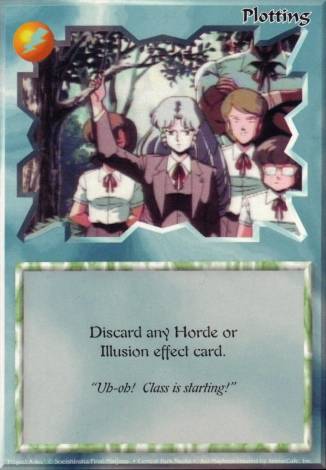 Plotting
Discard any Horde or
Illusion effect card.
"Uh-oh! Class is starting!"